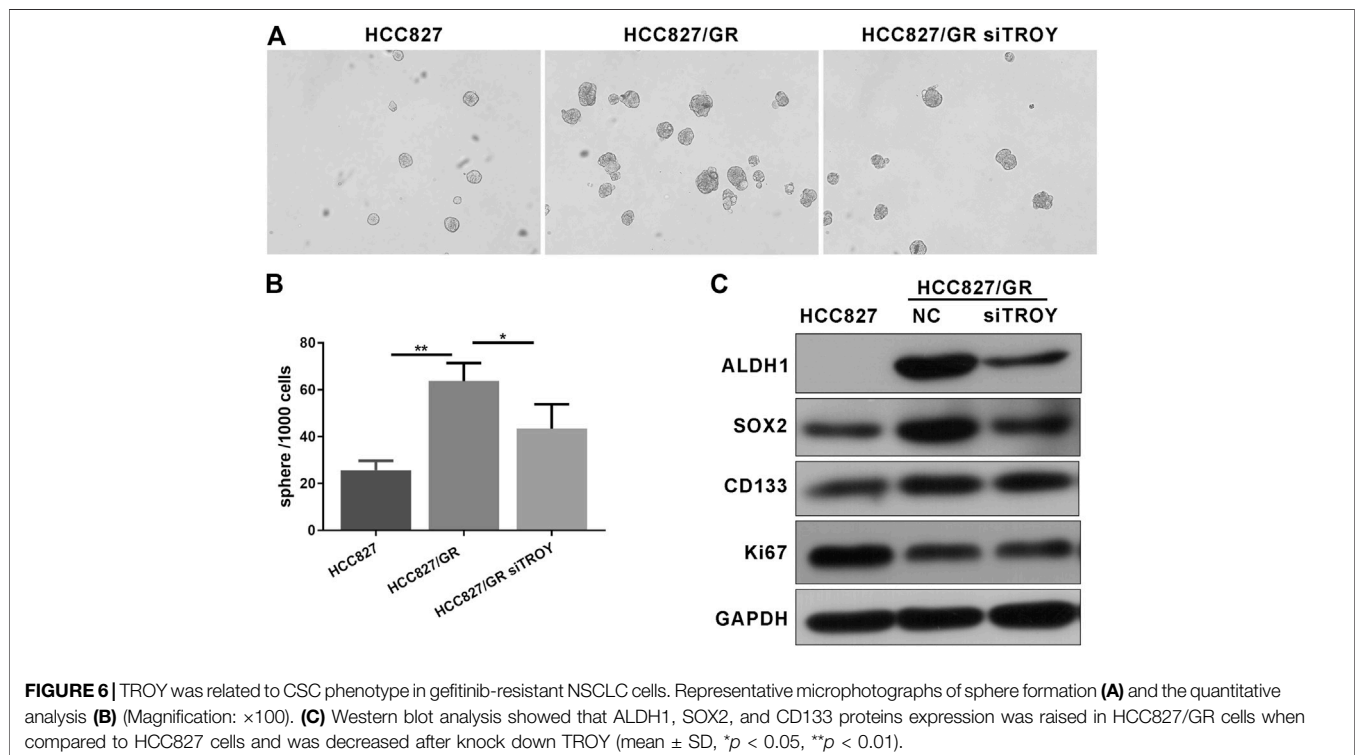 A
HCC827
HCC827/GR
HCC827/GR siTROY
B
sphere /1000 cells
80
60
40
20
0
**
*
HCC827
HCC827/GR
HCC827/GR siTROY
C
HCC827/GR
HCC827
NC
siTROY
ALDH1
SOX2
CD133
Ki67
GAPDH
FIGURE 6 | TROY was related to CSC phenotype in gefitinib-resistant NSCLC cells. Representative microphotographs of sphere formation (A) and the quantitative
analysis (B) (Magnification: ×100). (C) Western blot analysis showed that ALDH1, SOX2, and CD133 proteins expression was raised in HCC827/GR cells when
compared to HCC827 cells and was decreased after knock down TROY (mean ± SD, *p < 0.05, **p < 0.01).